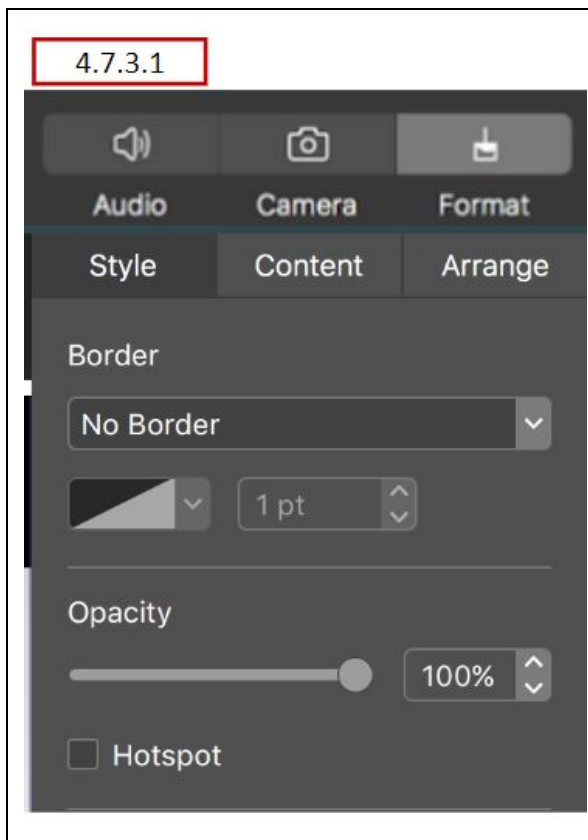 4.7.3.1
Audio Camera Format
Style Content Arrange
Border
No Border
1 pt
Opacity
100%
Hotspot